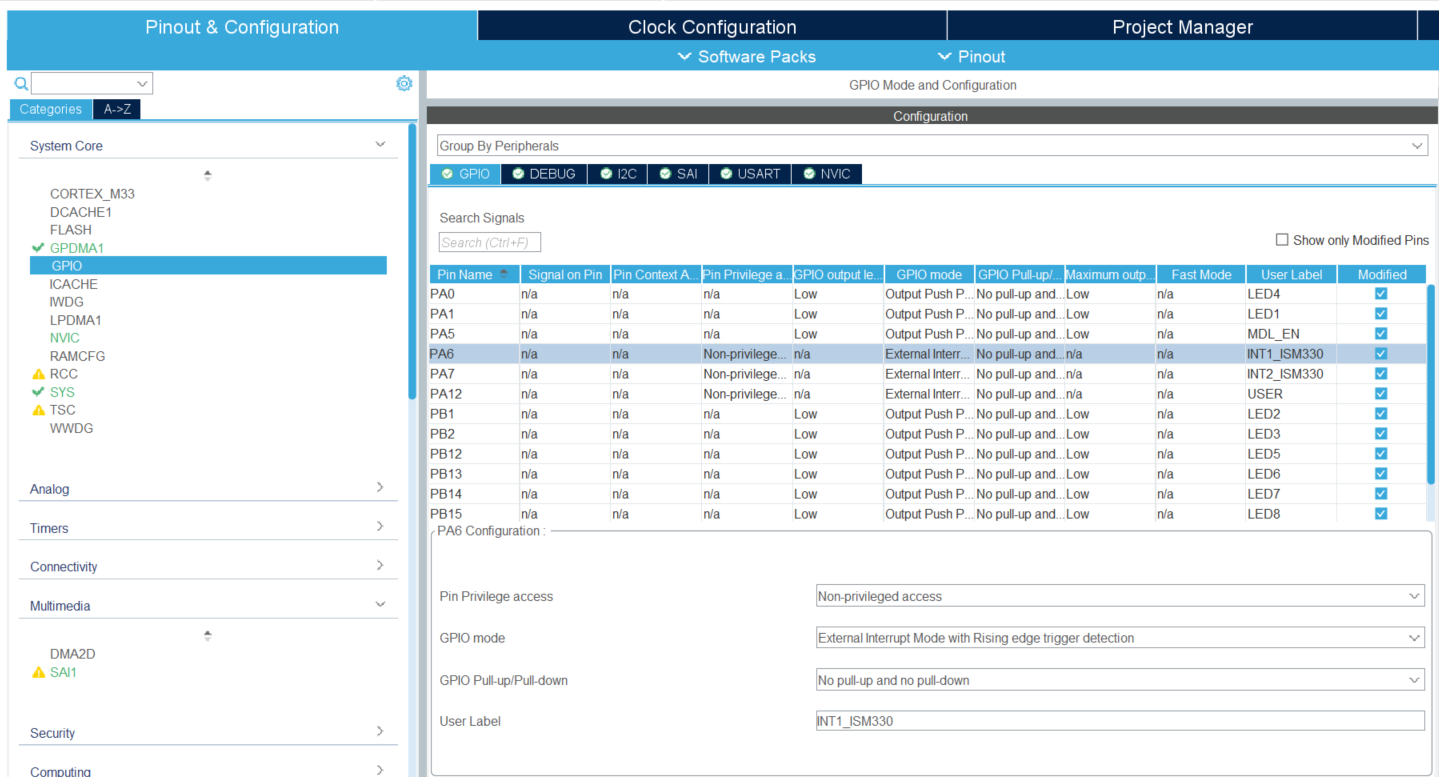 Pinout & Configuration Clock Configuration Project Manager
Software Packs Pinout
GPIO Mode and Configuration
Categories A->Z
Configuration
System Core
Group By Peripherals
GPIO DEBUG I2C SAI USART NVIC
CORTEX_M33
DCACHE1
FLASH
GPDMA1
GPIO
ICACHE
IWDG
LPDMA1
NVIC
RAMCFG
RCC
SYS
TSC
WWDG
Analog
Timers
Connectivity
Multimedia
DMA2D
SAI1
Security
Computing
Search Signals
Search (Ctrl+F)
Show only Modified Pins
Pin Name Signal on Pin Pin Context A... Pin Privilege a... GPIO output le... GPIO mode GPIO Pull-up/... Maximum outp... Fast Mode User Label Modified
PA0 n/a n/a n/a Low Output Push P... No pull-up and... Low n/a LED4
PA1 n/a n/a n/a Low Output Push P... No pull-up and... Low n/a LED1
PA5 n/a n/a n/a Low Output Push P... No pull-up and... Low n/a MDL_EN
PA6 n/a n/a Non-privilege... n/a External Interr... No pull-up and... n/a n/a INT1_ISM330
PA7 n/a n/a Non-privilege... n/a External Interr... No pull-up and... n/a n/a INT2_ISM330
PA12 n/a n/a Non-privilege... n/a External Interr... No pull-up and... n/a n/a USER
PB1 n/a n/a n/a Low Output Push P... No pull-up and... Low n/a LED2
PB2 n/a n/a n/a Low Output Push P... No pull-up and... Low n/a LED3
PB12 n/a n/a n/a Low Output Push P... No pull-up and... Low n/a LED5
PB13 n/a n/a n/a Low Output Push P... No pull-up and... Low n/a LED6
PB14 n/a n/a n/a Low Output Push P... No pull-up and... Low n/a LED7
PB15 n/a n/a n/a Low Output Push P... No pull-up and... Low n/a LED8
PA6 Configuration :
Pin Privilege access Non-privileged access
GPIO mode External Interrupt Mode with Rising edge trigger detection
GPIO Pull-up/Pull-down No pull-up and no pull-down
User Label INT1_ISM330